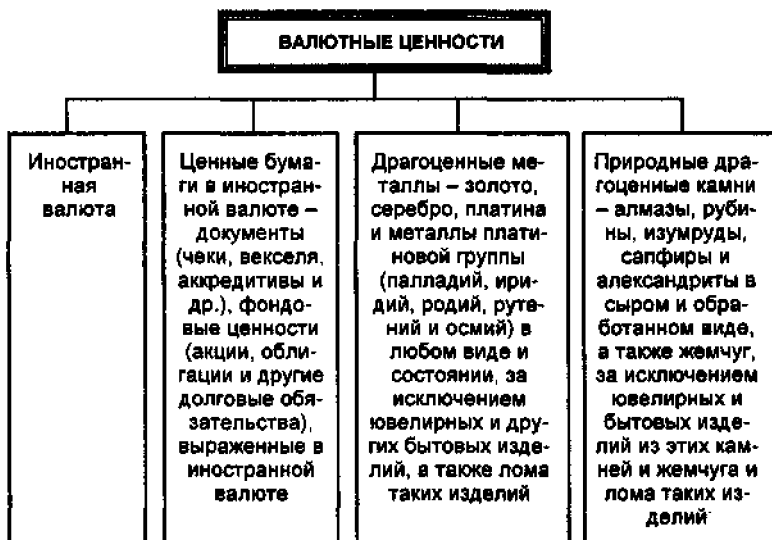 ВАЛЮТНЫЕ ЦЕННОСТИ
Иностран-
ная
валюта
Ценные бума-
ги в иностран-
ной валюте –
документы
(чеки, векселя,
аккредитивы и
др.), фондо-
вые ценности
(акции, обли-
гации и другие
долговые обя-
зательства),
выраженные в
иностранной
валюте
Драгоценные ме-
таллы – золото,
серебро, платина
и металлы плати-
новой группы
(палладий, ири-
дий, родий, руте-
ний и осмий) в
любом виде и
состоянии, за
исключением
ювелирных и дру-
гих бытовых изде-
лий, а также лома
таких изделий
Природные дра-
гоценные камни
– алмазы, руби-
ны, изумруды,
сапфиры и
александриты в
сыром и обра-
ботанном виде,
а также жемчуг,
за исключением
ювелирных и
бытовых изде-
лий из этих кам-
ней и жемчуга и
лома таких из-
делий